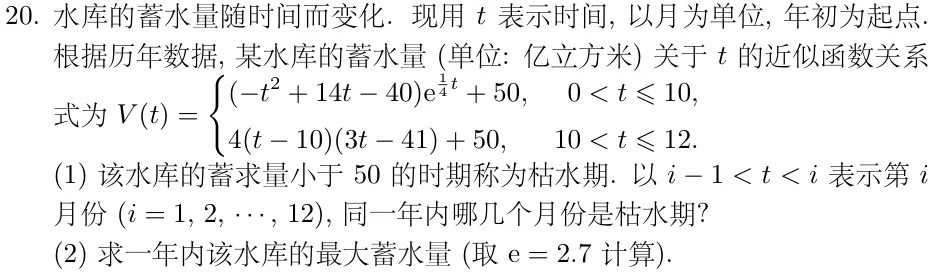 20. 水库的蓄水量随时间而变化. 现用 t 表示时间, 以月为单位, 年初为起点.
根据历年数据, 某水库的蓄水量 (单位: 亿立方米) 关于 t 的近似函数关系
式为 V(t) = { (−t² + 14t − 40)e^{\frac{1}{4}t} + 50, 0 < t ⩽ 10,
4(t − 10)(3t − 41) + 50, 10 < t ⩽ 12.
(1) 该水库的蓄求量小于 50 的时期称为枯水期. 以 i − 1 < t < i 表示第 i
月份 (i = 1, 2, ⋯, 12), 同一年内哪几个月份是枯水期?
(2) 求一年内该水库的最大蓄水量 (取 e = 2.7 计算).